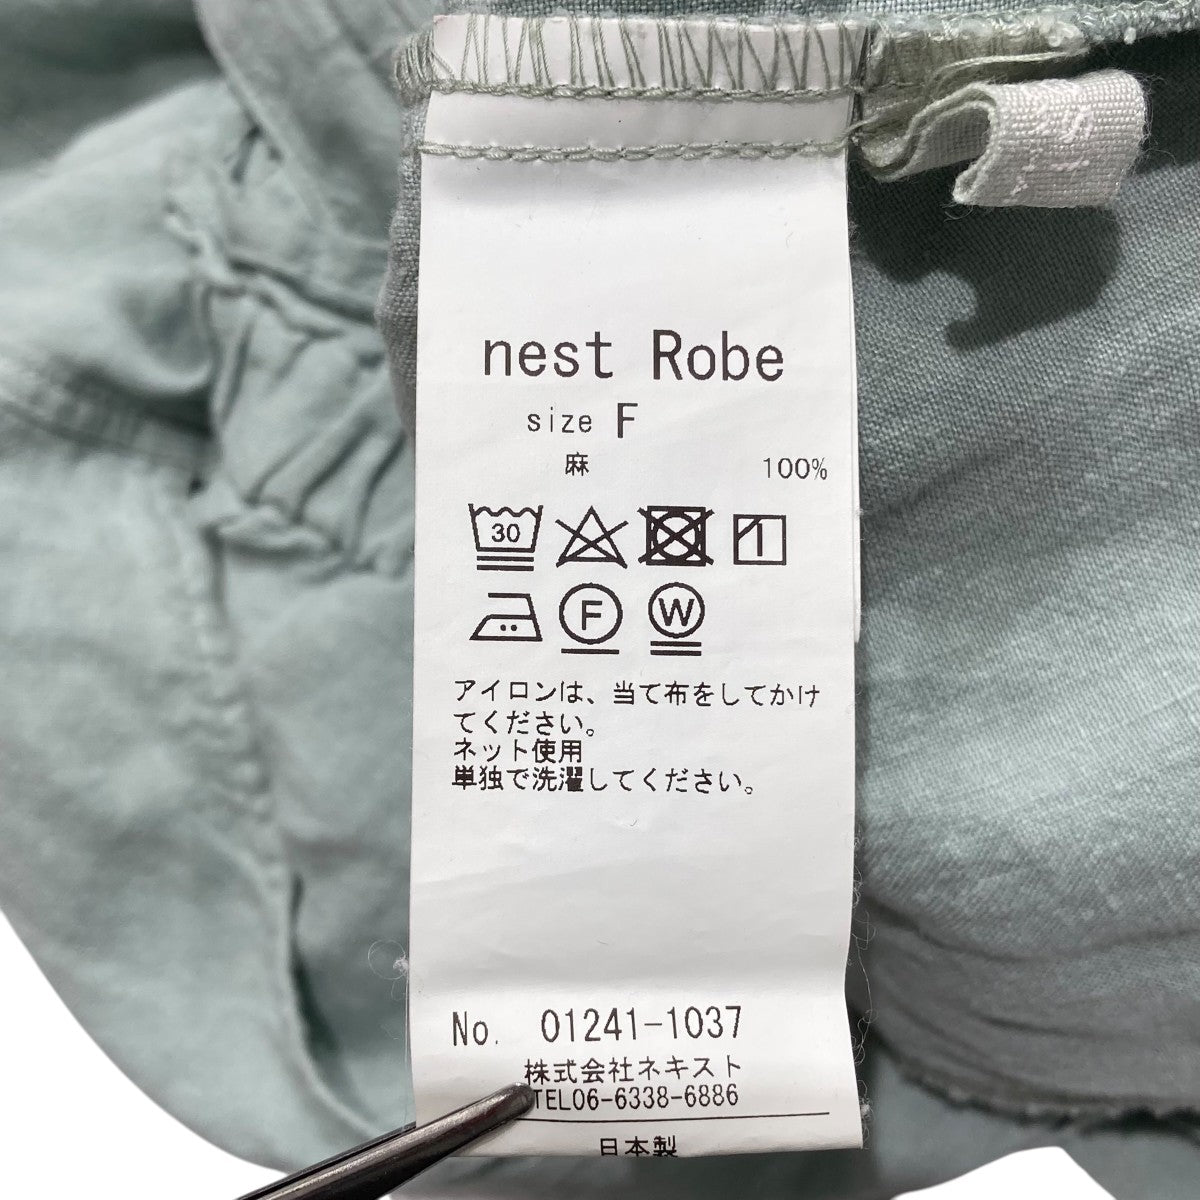 nest Robe
size F
麻 100%
30
F W
アイロンは、当て布をしてかけ
てください。
ネット使用
単独で洗濯してください。
No. 01241-1037
株式会社ネキスト
TEL06-6338-6886
日本製